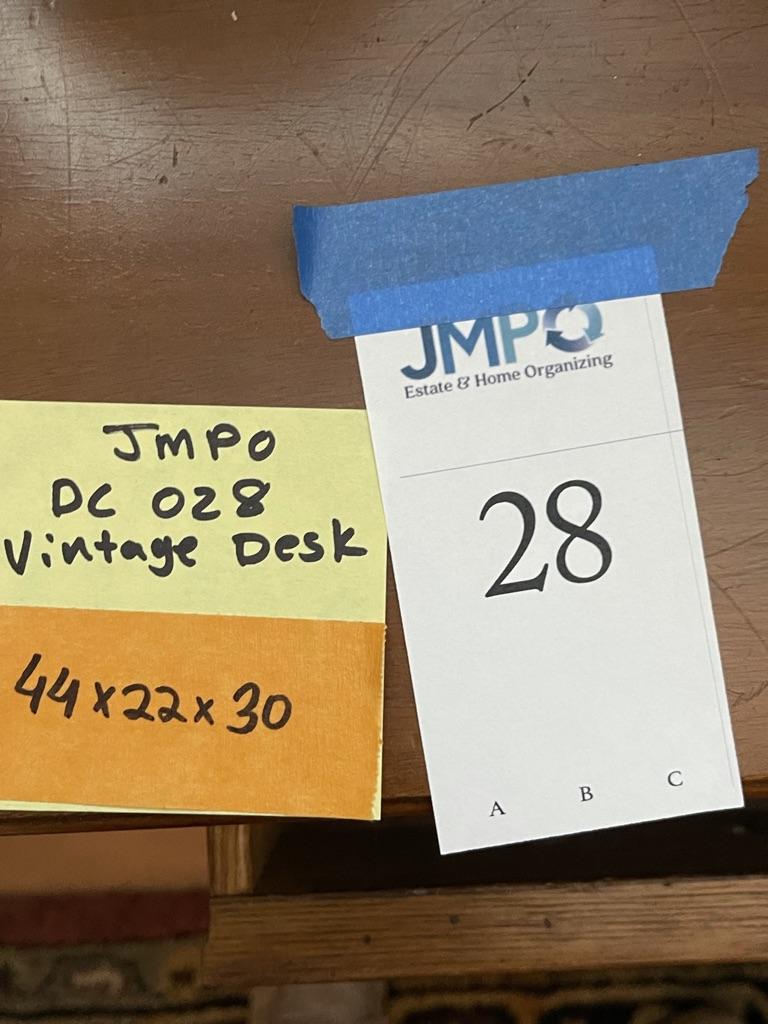 JMPO
DC 028
Vintage Desk
44x22x30
JMPO
Estate & Home Organizing
28
A B C